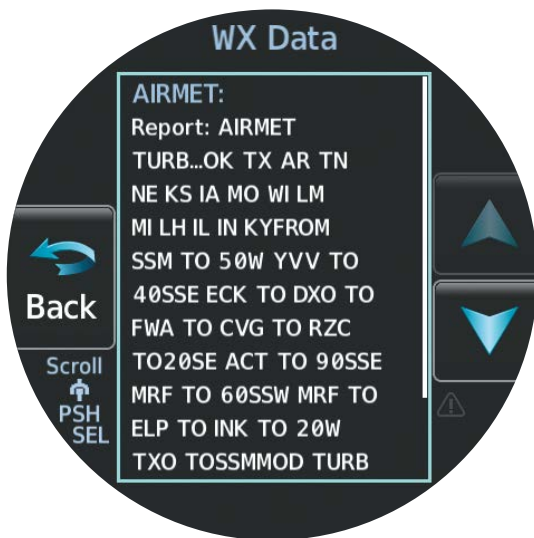 WX Data
AIRMET:
Report: AIRMET
TURB...OK TX AR TN
NE KS IA MO WI LM
MI LH IL IN KYFROM
SSM TO 50W YVV TO
40SSE ECK TO DXO TO
FWA TO CVG TO RZC
TO20SE ACT TO 90SSE
MRF TO 60SSW MRF TO
ELP TO INK TO 20W
TXO TOSSMMOD TURB
Back
Scroll
PSH
SEL